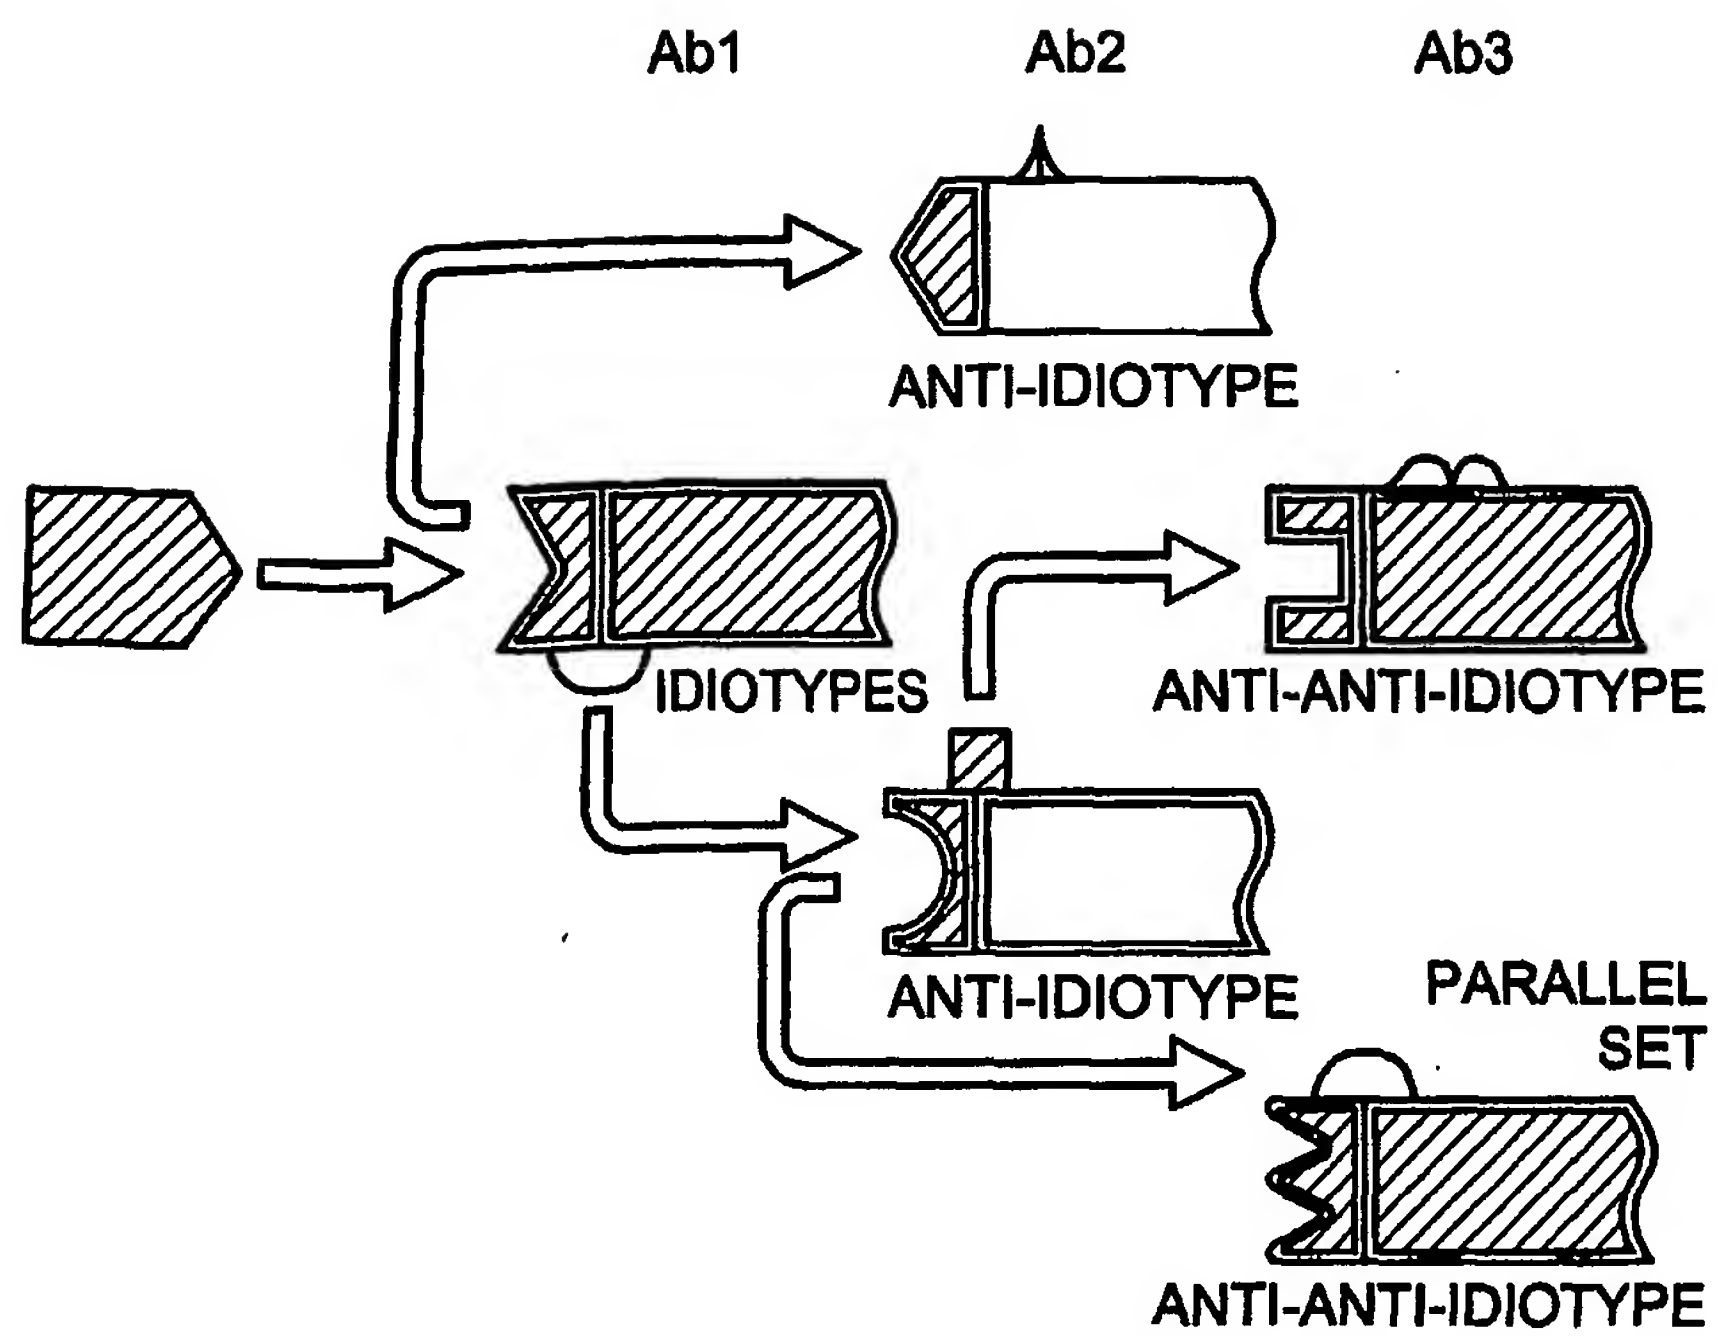 Ab1 Ab2 Ab3
ANTI-IDIOTYPE
IDIOTYPES
ANTI-ANTI-IDIOTYPE
ANTI-IDIOTYPE
PARALLEL
SET
ANTI-ANTI-IDIOTYPE